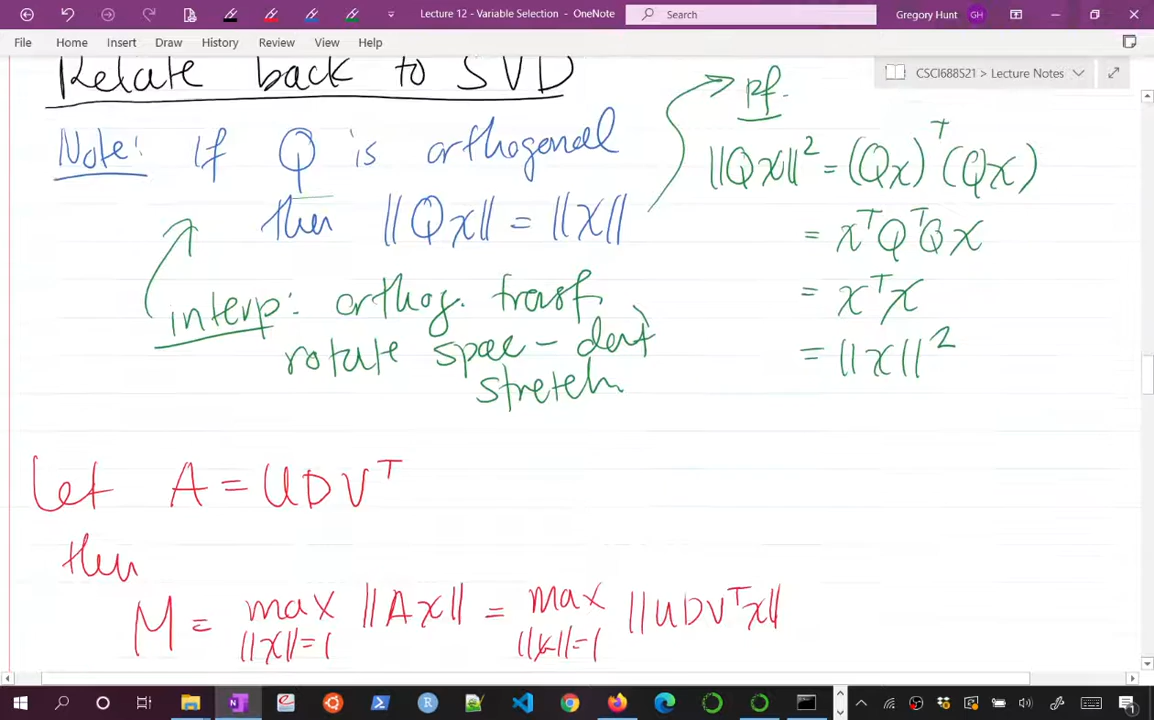 Lecture 12 - Variable Selection - OneNote
Search
Gregory Hunt
GH
File Home Insert Draw History Review View Help
CSCI688S21 > Lecture Notes
Relate back to SVD
Note: If Q is orthogonal
then ||Qx|| = ||x||
interp: orthog. transf.
rotate space - don't
stretch
pf.
||Qx||² = (Qx)ᵀ(Qx)
= xᵀQᵀQx
= xᵀx
= ||x||²
Let A = UDVᵀ
then
M = max ||Ax|| = max ||UDVᵀx||
||x||=1 ||x||=1